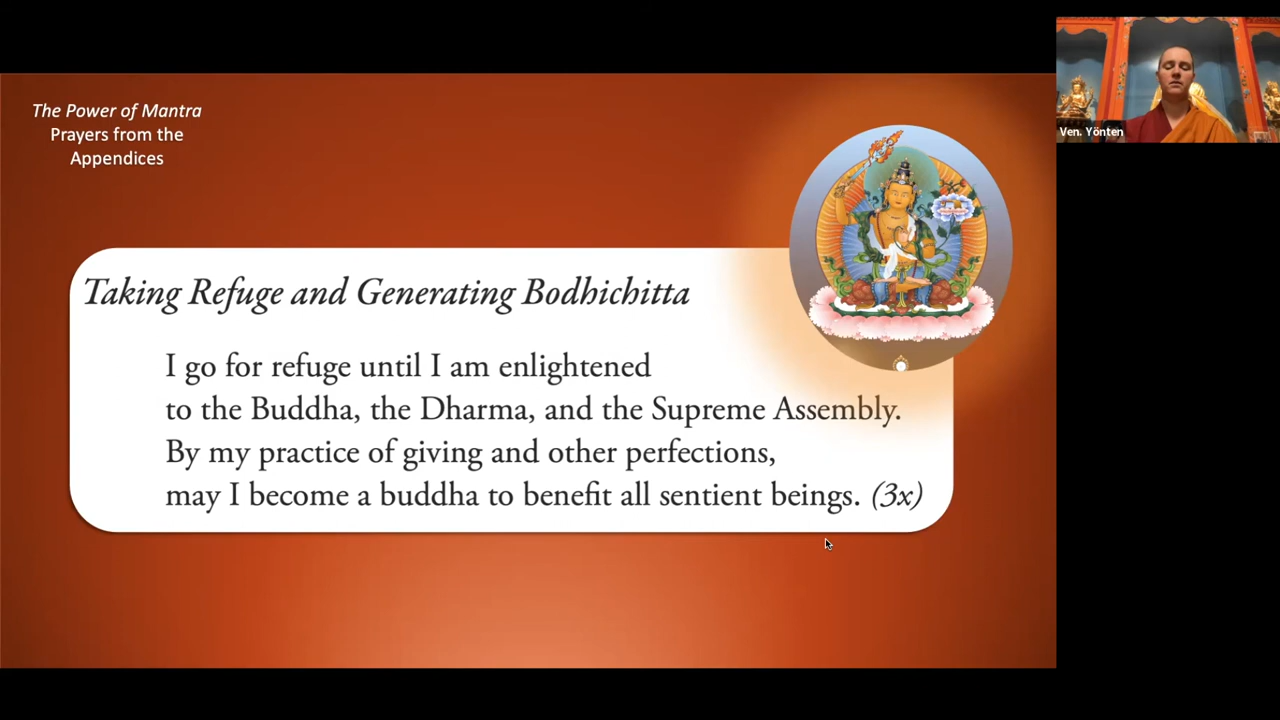 The Power of Mantra
Prayers from the
Appendices
Ven. Yönten
Taking Refuge and Generating Bodhichitta
I go for refuge until I am enlightened
to the Buddha, the Dharma, and the Supreme Assembly.
By my practice of giving and other perfections,
may I become a buddha to benefit all sentient beings. (3x)